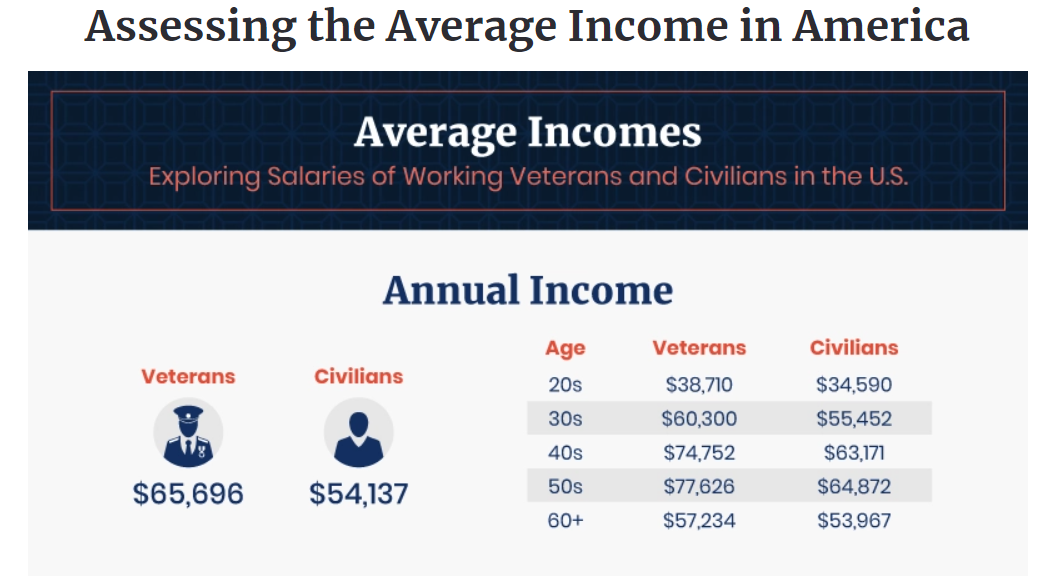 Assessing the Average Income in America
Average Incomes
Exploring Salaries of Working Veterans and Civilians in the U.S.
Annual Income
Veterans Civilians
$65,696 $54,137
Age Veterans Civilians
20s $38,710 $34,590
30s $60,300 $55,452
40s $74,752 $63,171
50s $77,626 $64,872
60+ $57,234 $53,967